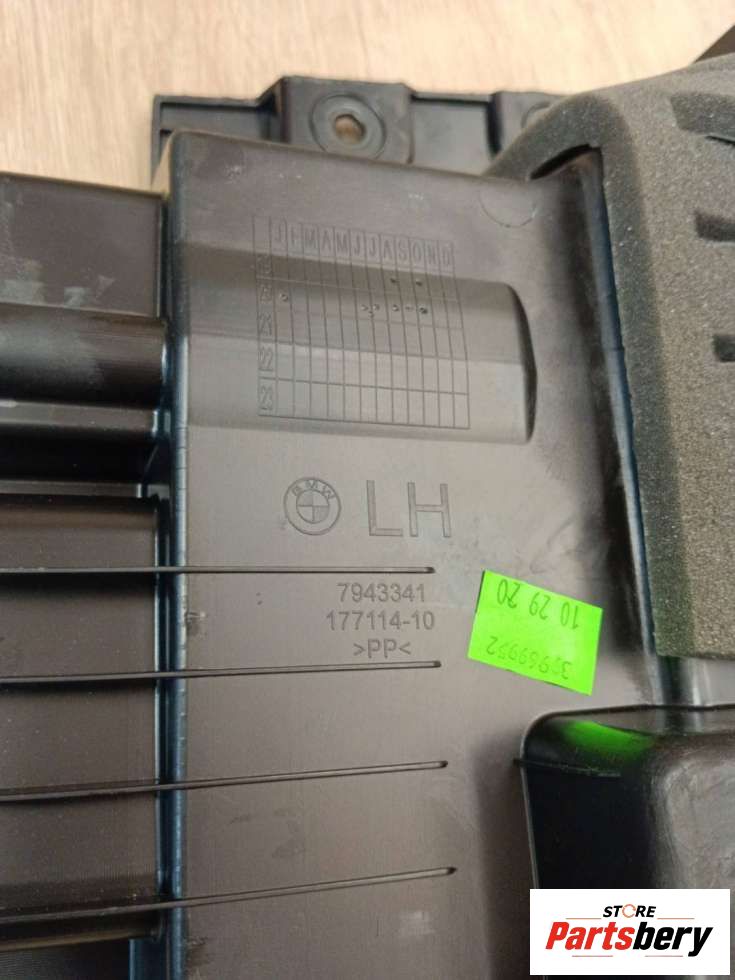 J F M A M J J A S O N D
21
22
23
BMW
LH
7943341
177114-10
>PP<
10 29 20
STORE
Partsbery